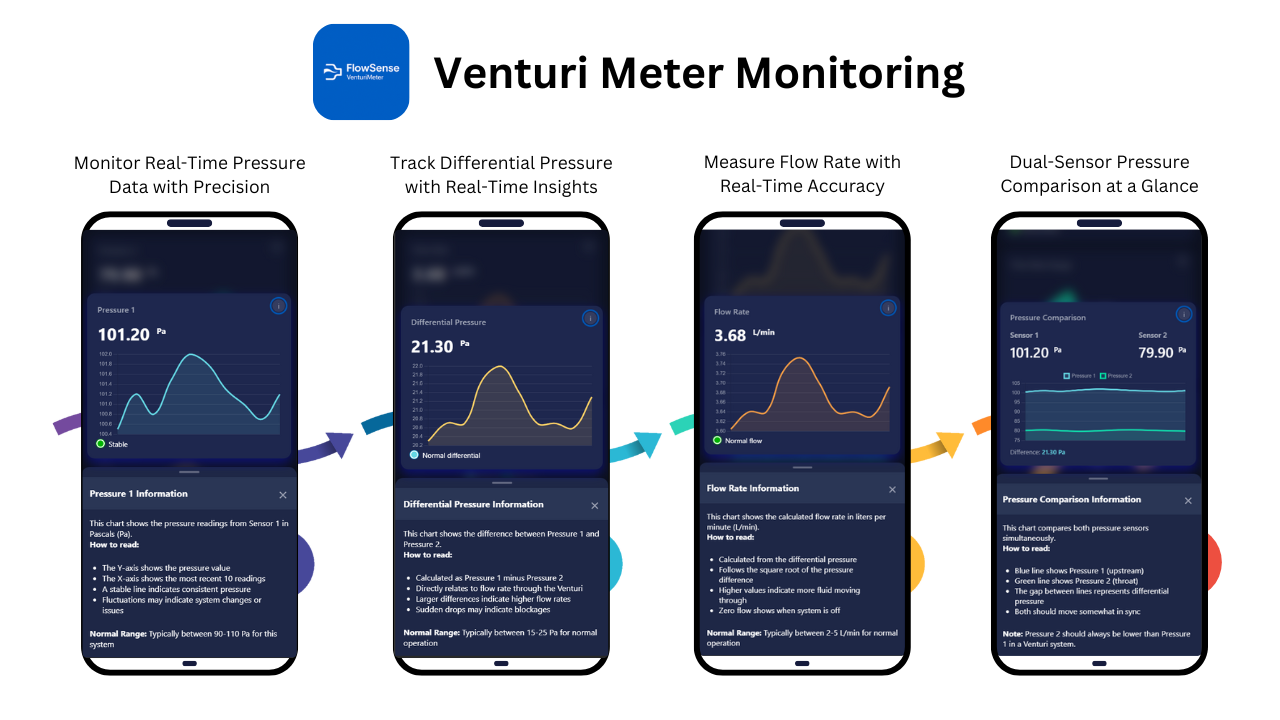 FlowSense
VenturiMeter
Venturi Meter Monitoring
Monitor Real-Time Pressure
Data with Precision
Pressure 1
101.20 Pa
102.0
101.8
101.6
101.4
101.2
101.0
100.8
100.6
100.4
Stable
Pressure 1 Information
This chart shows the pressure readings from Sensor 1 in
Pascals (Pa).
How to read:
• The Y-axis shows the pressure value
• The X-axis shows the most recent 10 readings
• A stable line indicates consistent pressure
• Fluctuations may indicate system changes or
issues
Normal Range: Typically between 90-110 Pa for this
system
Track Differential Pressure
with Real-Time Insights
Differential Pressure
21.30 Pa
22.0
21.8
21.6
21.4
21.2
21.0
20.8
20.6
20.4
20.2
Normal differential
Differential Pressure Information
This chart shows the difference between Pressure 1 and
Pressure 2.
How to read:
• Calculated as Pressure 1 minus Pressure 2
• Directly relates to flow rate through the Venturi
• Larger differences indicate higher flow rates
• Sudden drops may indicate blockages
Normal Range: Typically between 15-25 Pa for normal
operation
Measure Flow Rate with
Real-Time Accuracy
Flow Rate
3.68 L/min
3.76
3.74
3.72
3.70
3.68
3.66
3.64
3.62
3.60
Normal flow
Flow Rate Information
This chart shows the calculated flow rate in liters per
minute (L/min).
How to read:
• Calculated from the differential pressure
• Follows the square root of the pressure
difference
• Higher values indicate more fluid moving
through
• Zero flow shows when system is off
Normal Range: Typically between 2-5 L/min for normal
operation
Dual-Sensor Pressure
Comparison at a Glance
Pressure Comparison
Sensor 1 Sensor 2
101.20 Pa 79.90 Pa
Pressure 1 Pressure 2
105
100
95
90
85
80
75
Difference: 21.30 Pa
Pressure Comparison Information
This chart compares both pressure sensors
simultaneously.
How to read:
• Blue line shows Pressure 1 (upstream)
• Green line shows Pressure 2 (throat)
• The gap between lines represents differential
pressure
• Both should move somewhat in sync
Note: Pressure 2 should always be lower than Pressure
1 in a Venturi system.